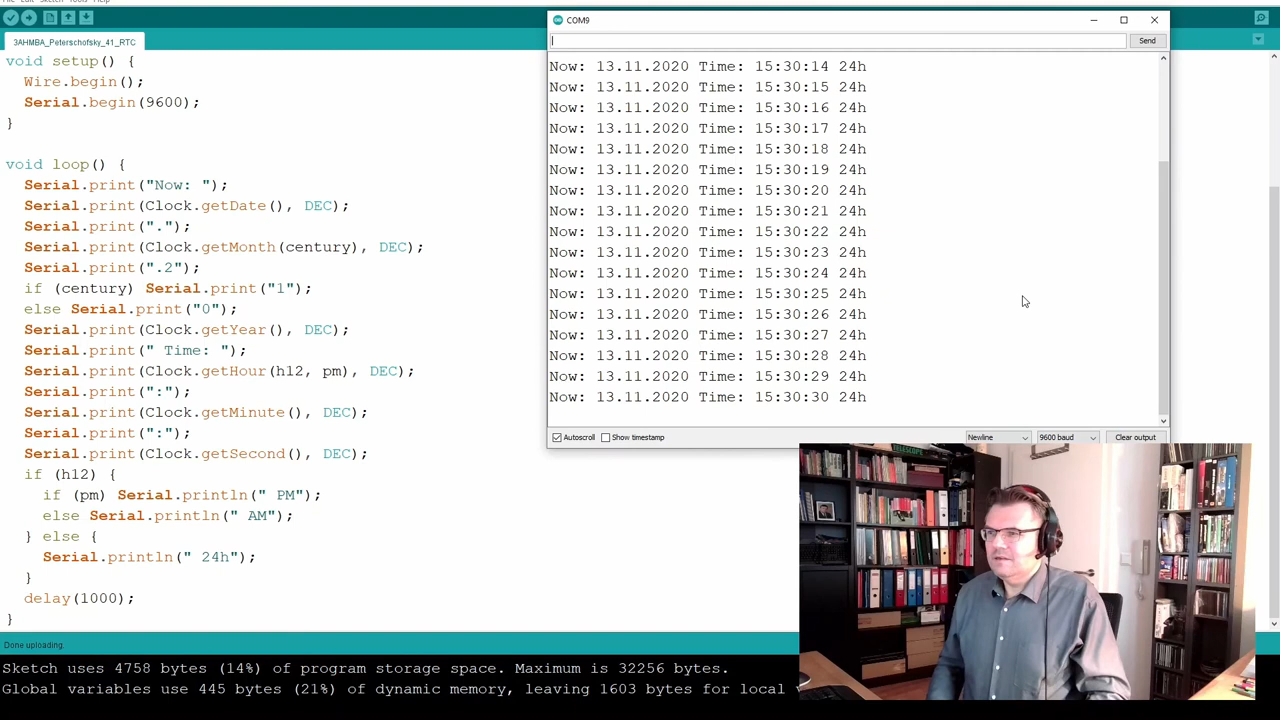 File Edit Sketch Tools Help
3AHMBA_Peterschofsky_41_RTC
void setup() {
Wire.begin();
Serial.begin(9600);
}
void loop() {
Serial.print("Now: ");
Serial.print(Clock.getDate(), DEC);
Serial.print(".");
Serial.print(Clock.getMonth(century), DEC);
Serial.print(".2");
if (century) Serial.print("1");
else Serial.print("0");
Serial.print(Clock.getYear(), DEC);
Serial.print(" Time: ");
Serial.print(Clock.getHour(h12, pm), DEC);
Serial.print(":");
Serial.print(Clock.getMinute(), DEC);
Serial.print(":");
Serial.print(Clock.getSecond(), DEC);
if (h12) {
if (pm) Serial.println(" PM");
else Serial.println(" AM");
} else {
Serial.println(" 24h");
}
delay(1000);
}
Done uploading.
Sketch uses 4758 bytes (14%) of program storage space. Maximum is 32256 bytes.
Global variables use 445 bytes (21%) of dynamic memory, leaving 1603 bytes for local
COM9
Send
Now: 13.11.2020 Time: 15:30:14 24h
Now: 13.11.2020 Time: 15:30:15 24h
Now: 13.11.2020 Time: 15:30:16 24h
Now: 13.11.2020 Time: 15:30:17 24h
Now: 13.11.2020 Time: 15:30:18 24h
Now: 13.11.2020 Time: 15:30:19 24h
Now: 13.11.2020 Time: 15:30:20 24h
Now: 13.11.2020 Time: 15:30:21 24h
Now: 13.11.2020 Time: 15:30:22 24h
Now: 13.11.2020 Time: 15:30:23 24h
Now: 13.11.2020 Time: 15:30:24 24h
Now: 13.11.2020 Time: 15:30:25 24h
Now: 13.11.2020 Time: 15:30:26 24h
Now: 13.11.2020 Time: 15:30:27 24h
Now: 13.11.2020 Time: 15:30:28 24h
Now: 13.11.2020 Time: 15:30:29 24h
Now: 13.11.2020 Time: 15:30:30 24h
Autoscroll Show timestamp Newline 9600 baud Clear output